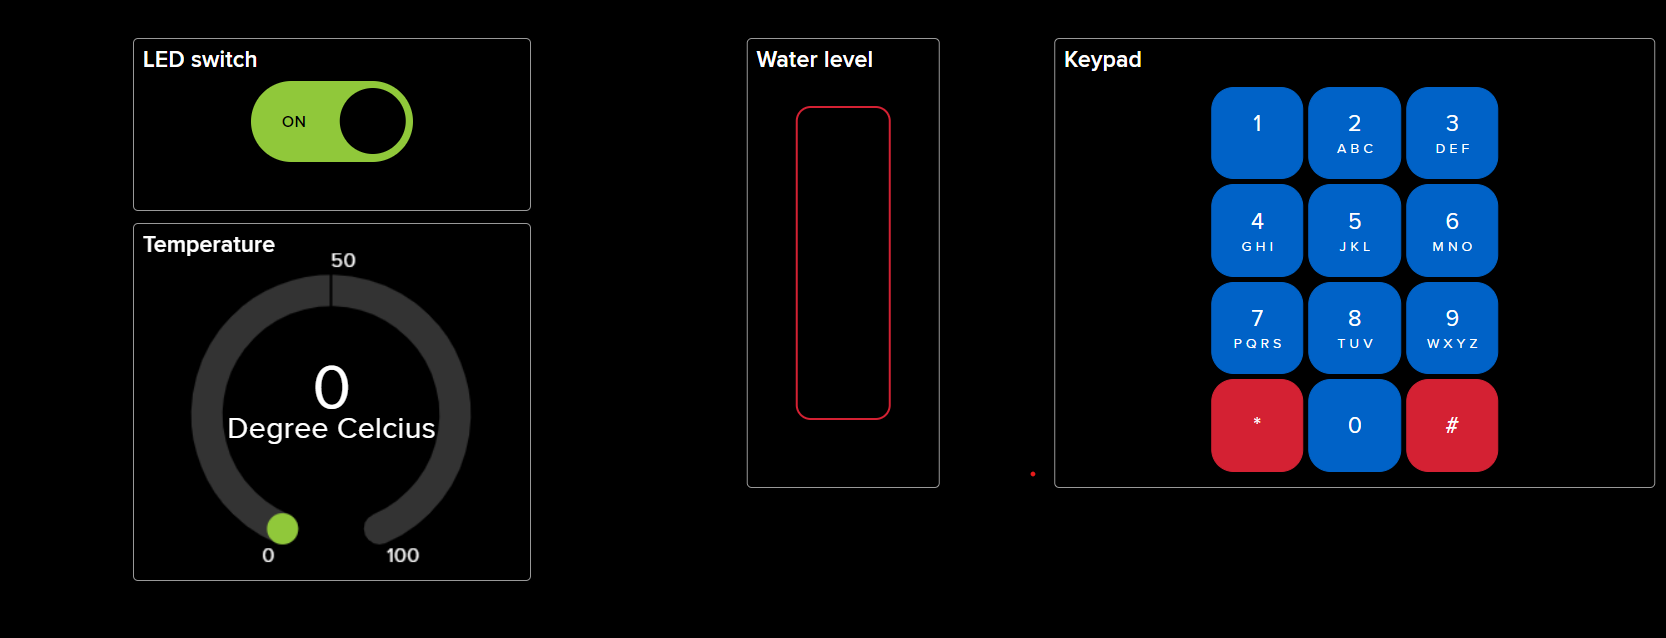 LED switch
ON
Temperature
50
0
Degree Celcius
0
100
Water level
Keypad
1
2
ABC
3
DEF
4
GHI
5
JKL
6
MNO
7
PQRS
8
TUV
9
WXYZ
*
0
#